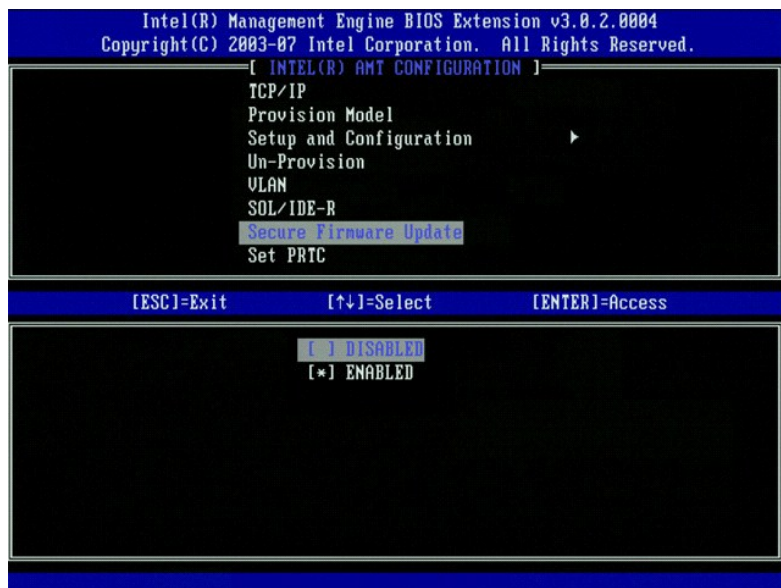 Intel(R) Management Engine BIOS Extension v3.0.2.0004
Copyright(C) 2003-07 Intel Corporation. All Rights Reserved.
[ INTEL(R) AMT CONFIGURATION ]
TCP/IP
Provision Model
Setup and Configuration ►
Un-Provision
VLAN
SOL/IDE-R
Secure Firmware Update
Set PRTC
[ESC]=Exit [↑↓]=Select [ENTER]=Access
[ ] DISABLED
[*] ENABLED